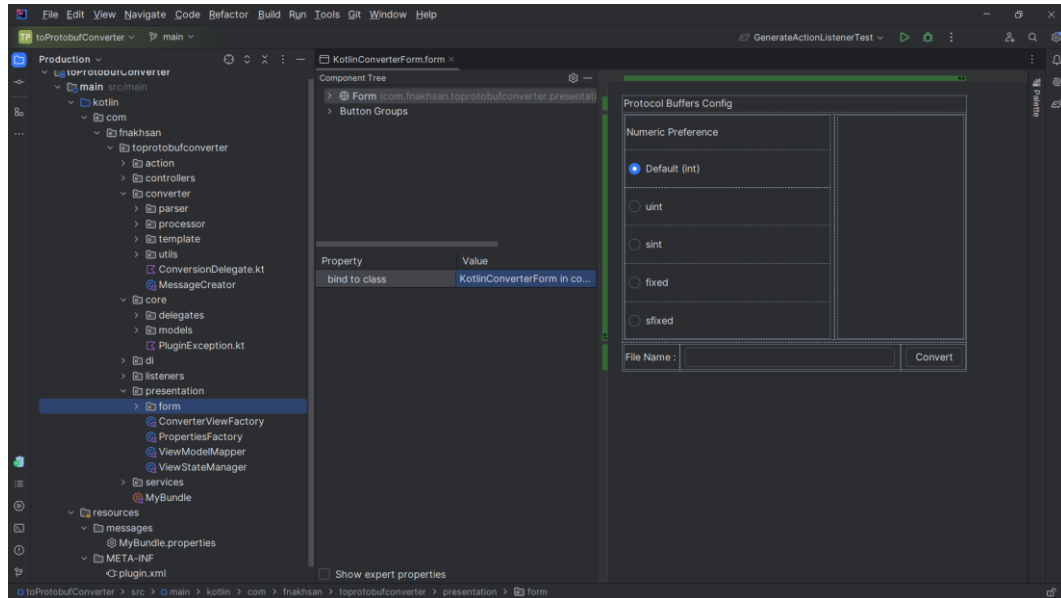 File Edit View Navigate Code Refactor Build Run Tools Git Window Help
TP toProtobufConverter main GenerateActionListenerTest
Production
KotlinConverterForm.form
toProtobufConverter
main src/main
kotlin
com
fnakhsan
toprotobufconverter
action
controllers
converter
parser
processor
template
utils
ConversionDelegate.kt
MessageCreator
core
delegates
models
PluginException.kt
di
listeners
presentation
form
ConverterViewFactory
PropertiesFactory
ViewModelMapper
ViewStateManager
services
MyBundle
resources
messages
MyBundle.properties
META-INF
plugin.xml
Component Tree
Form (com.fnakhsan.toprotobufconverter.presentati
Button Groups
Property Value
bind to class KotlinConverterForm in co...
Show expert properties
Protocol Buffers Config
Numeric Preference
Default (int)
uint
sint
fixed
sfixed
File Name : Convert
Palette
toProtobufConverter > src > main > kotlin > com > fnakhsan > toprotobufconverter > presentation > form